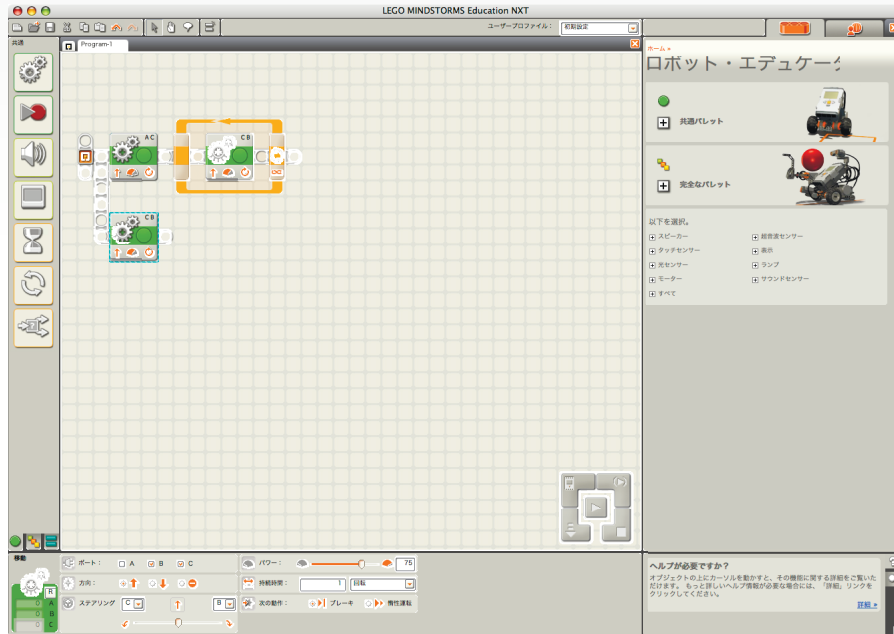 LEGO MINDSTORMS Education NXT
ユーザープロファイル：
初期設定
共通
Program-1
A C
C B
C B
ホーム »
ロボット・エデュケータ
共通パレット
完全なパレット
以下を選択。
スピーカー
超音波センサー
タッチセンサー
表示
光センサー
ランプ
モーター
サウンドセンサー
すべて
移動
R
0 A
0 B
0 C
ポート：
A
B
C
パワー：
75
方向：
持続時間：
1
回転
ステアリング
C
B
次の動作：
ブレーキ
惰性運転
ヘルプが必要ですか？
オブジェクトの上にカーソルを動かすと、その機能に関する詳細をご覧いた
だけます。 もっと詳しいヘルプ情報が必要な場合には、「詳細」リンクを
クリックしてください。
詳細 »